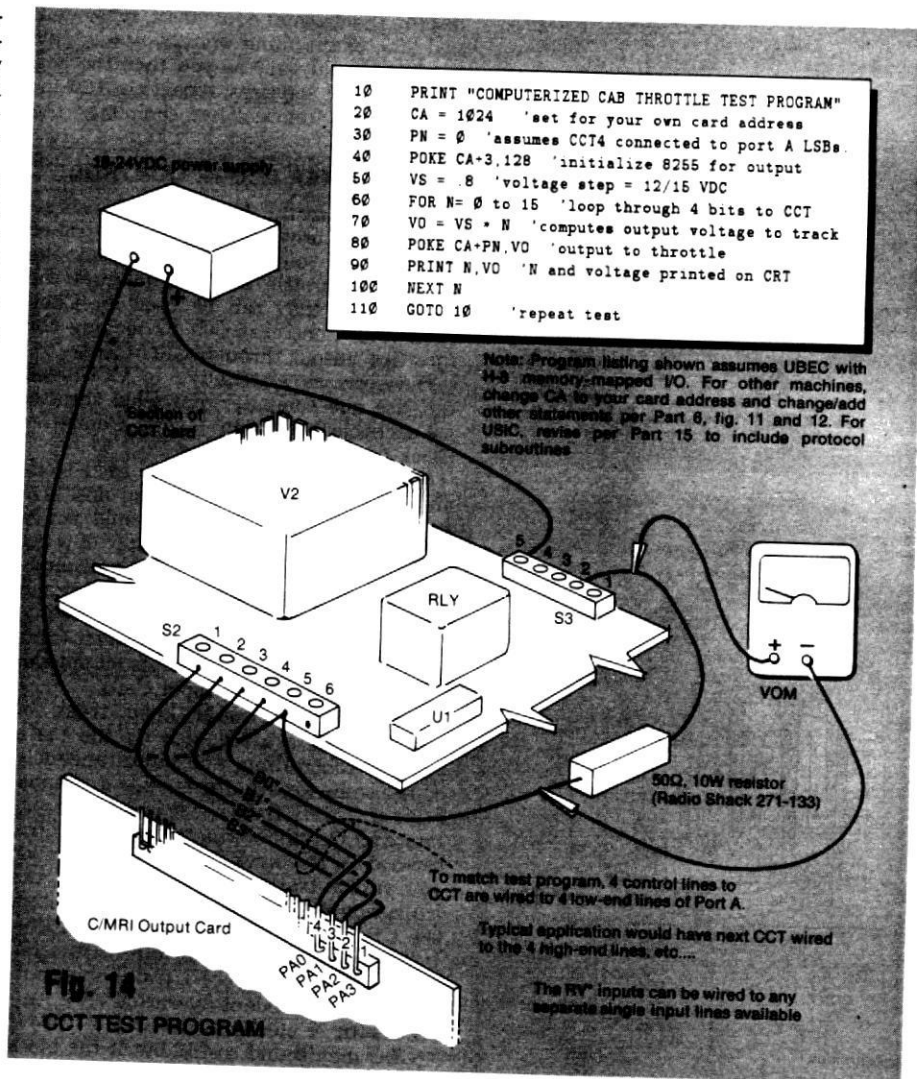 10 PRINT "COMPUTERIZED CAB THROTTLE TEST PROGRAM"
20 CA = 1024 'set for your own card address
30 PN = Ø 'assumes CCT4 connected to port A LSBs.
40 POKE CA+3,128 'initialize 8255 for output
50 VS = .8 'voltage step = 12/15 VDC
60 FOR N= Ø to 15 'loop through 4 bits to CCT
70 VO = VS * N 'computes output voltage to track
80 POKE CA+PN,VO 'output to throttle
90 PRINT N,VO 'N and voltage printed on CRT
100 NEXT N
110 GOTO 10 'repeat test
Note: Program listing shown assumes UBEC with
H-8 memory-mapped I/O. For other machines,
change CA to your card address and change/add
other statements per Part 6, fig. 11 and 12. For
USIC, revise per Part 15 to include protocol
subroutines
18-24VDC power supply
− +
Section of
CCT card
V2
RLY
U1
S2
1 2 3 4 5 6
5 4 3 2 1
S3
+ −
VOM
50Ω, 10W resistor
(Radio Shack 271-133)
B0*
B1*
B2*
B3*
To match test program, 4 control lines to
CCT are wired to 4 low-end lines of Port A.
Typical application would have next CCT wired
to the 4 high-end lines, etc....
The RV* inputs can be wired to any
separate single input lines available
C/MRI Output Card
4 3 2 1
PA0
PA1
PA2
PA3
Fig. 14
CCT TEST PROGRAM